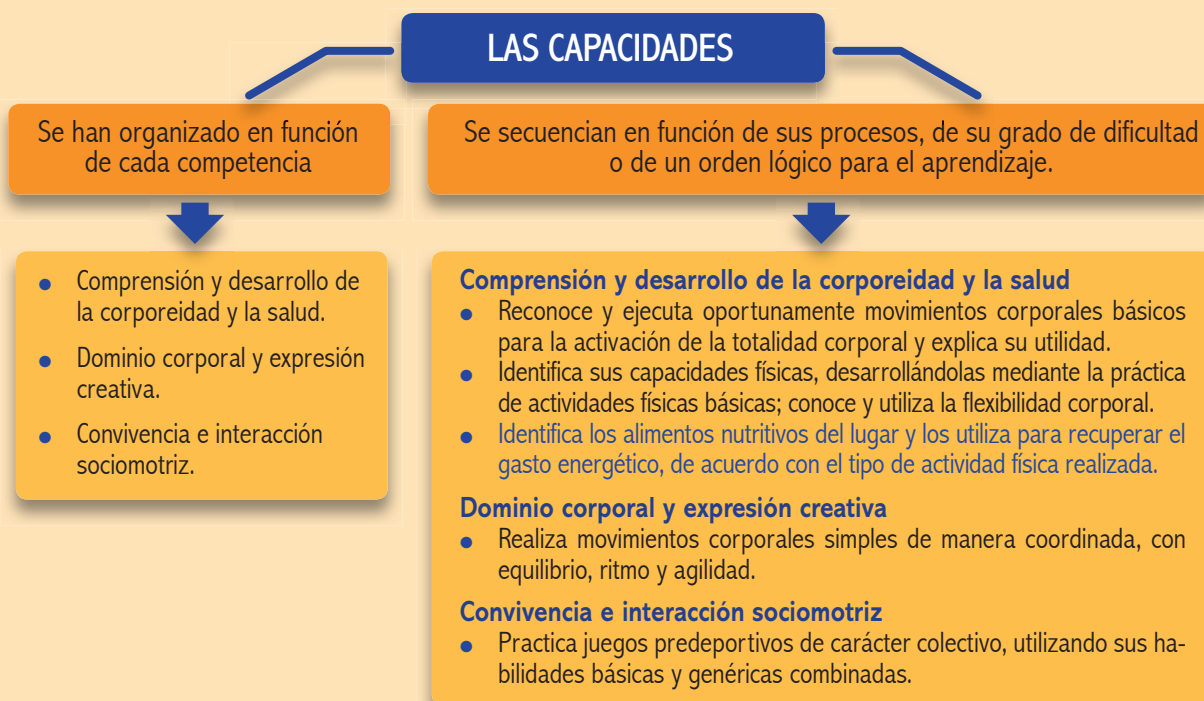 LAS CAPACIDADES
Se han organizado en función
de cada competencia
Se secuencian en función de sus procesos, de su grado de dificultad
o de un orden lógico para el aprendizaje.
● Comprensión y desarrollo de
la corporeidad y la salud.
● Dominio corporal y expresión
creativa.
● Convivencia e interacción
sociomotriz.
Comprensión y desarrollo de la corporeidad y la salud
● Reconoce y ejecuta oportunamente movimientos corporales básicos
para la activación de la totalidad corporal y explica su utilidad.
● Identifica sus capacidades físicas, desarrollándolas mediante la práctica
de actividades físicas básicas; conoce y utiliza la flexibilidad corporal.
● Identifica los alimentos nutritivos del lugar y los utiliza para recuperar el
gasto energético, de acuerdo con el tipo de actividad física realizada.
Dominio corporal y expresión creativa
● Realiza movimientos corporales simples de manera coordinada, con
equilibrio, ritmo y agilidad.
Convivencia e interacción sociomotriz
● Practica juegos predeportivos de carácter colectivo, utilizando sus ha-
bilidades básicas y genéricas combinadas.